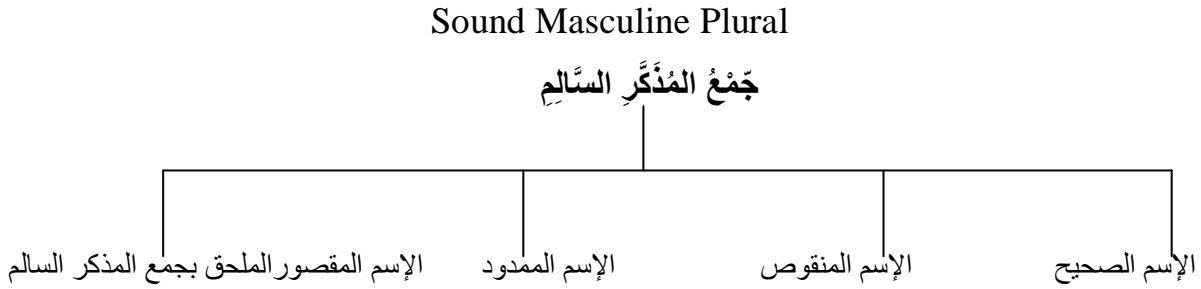 Sound Masculine Plural
جّمْعُ المُذَكَّرِ السَّالِمِ
الإسم الصحيح الإسم المنقوص الإسم الممدود الإسم المقصور الملحق بجمع المذكر السالم